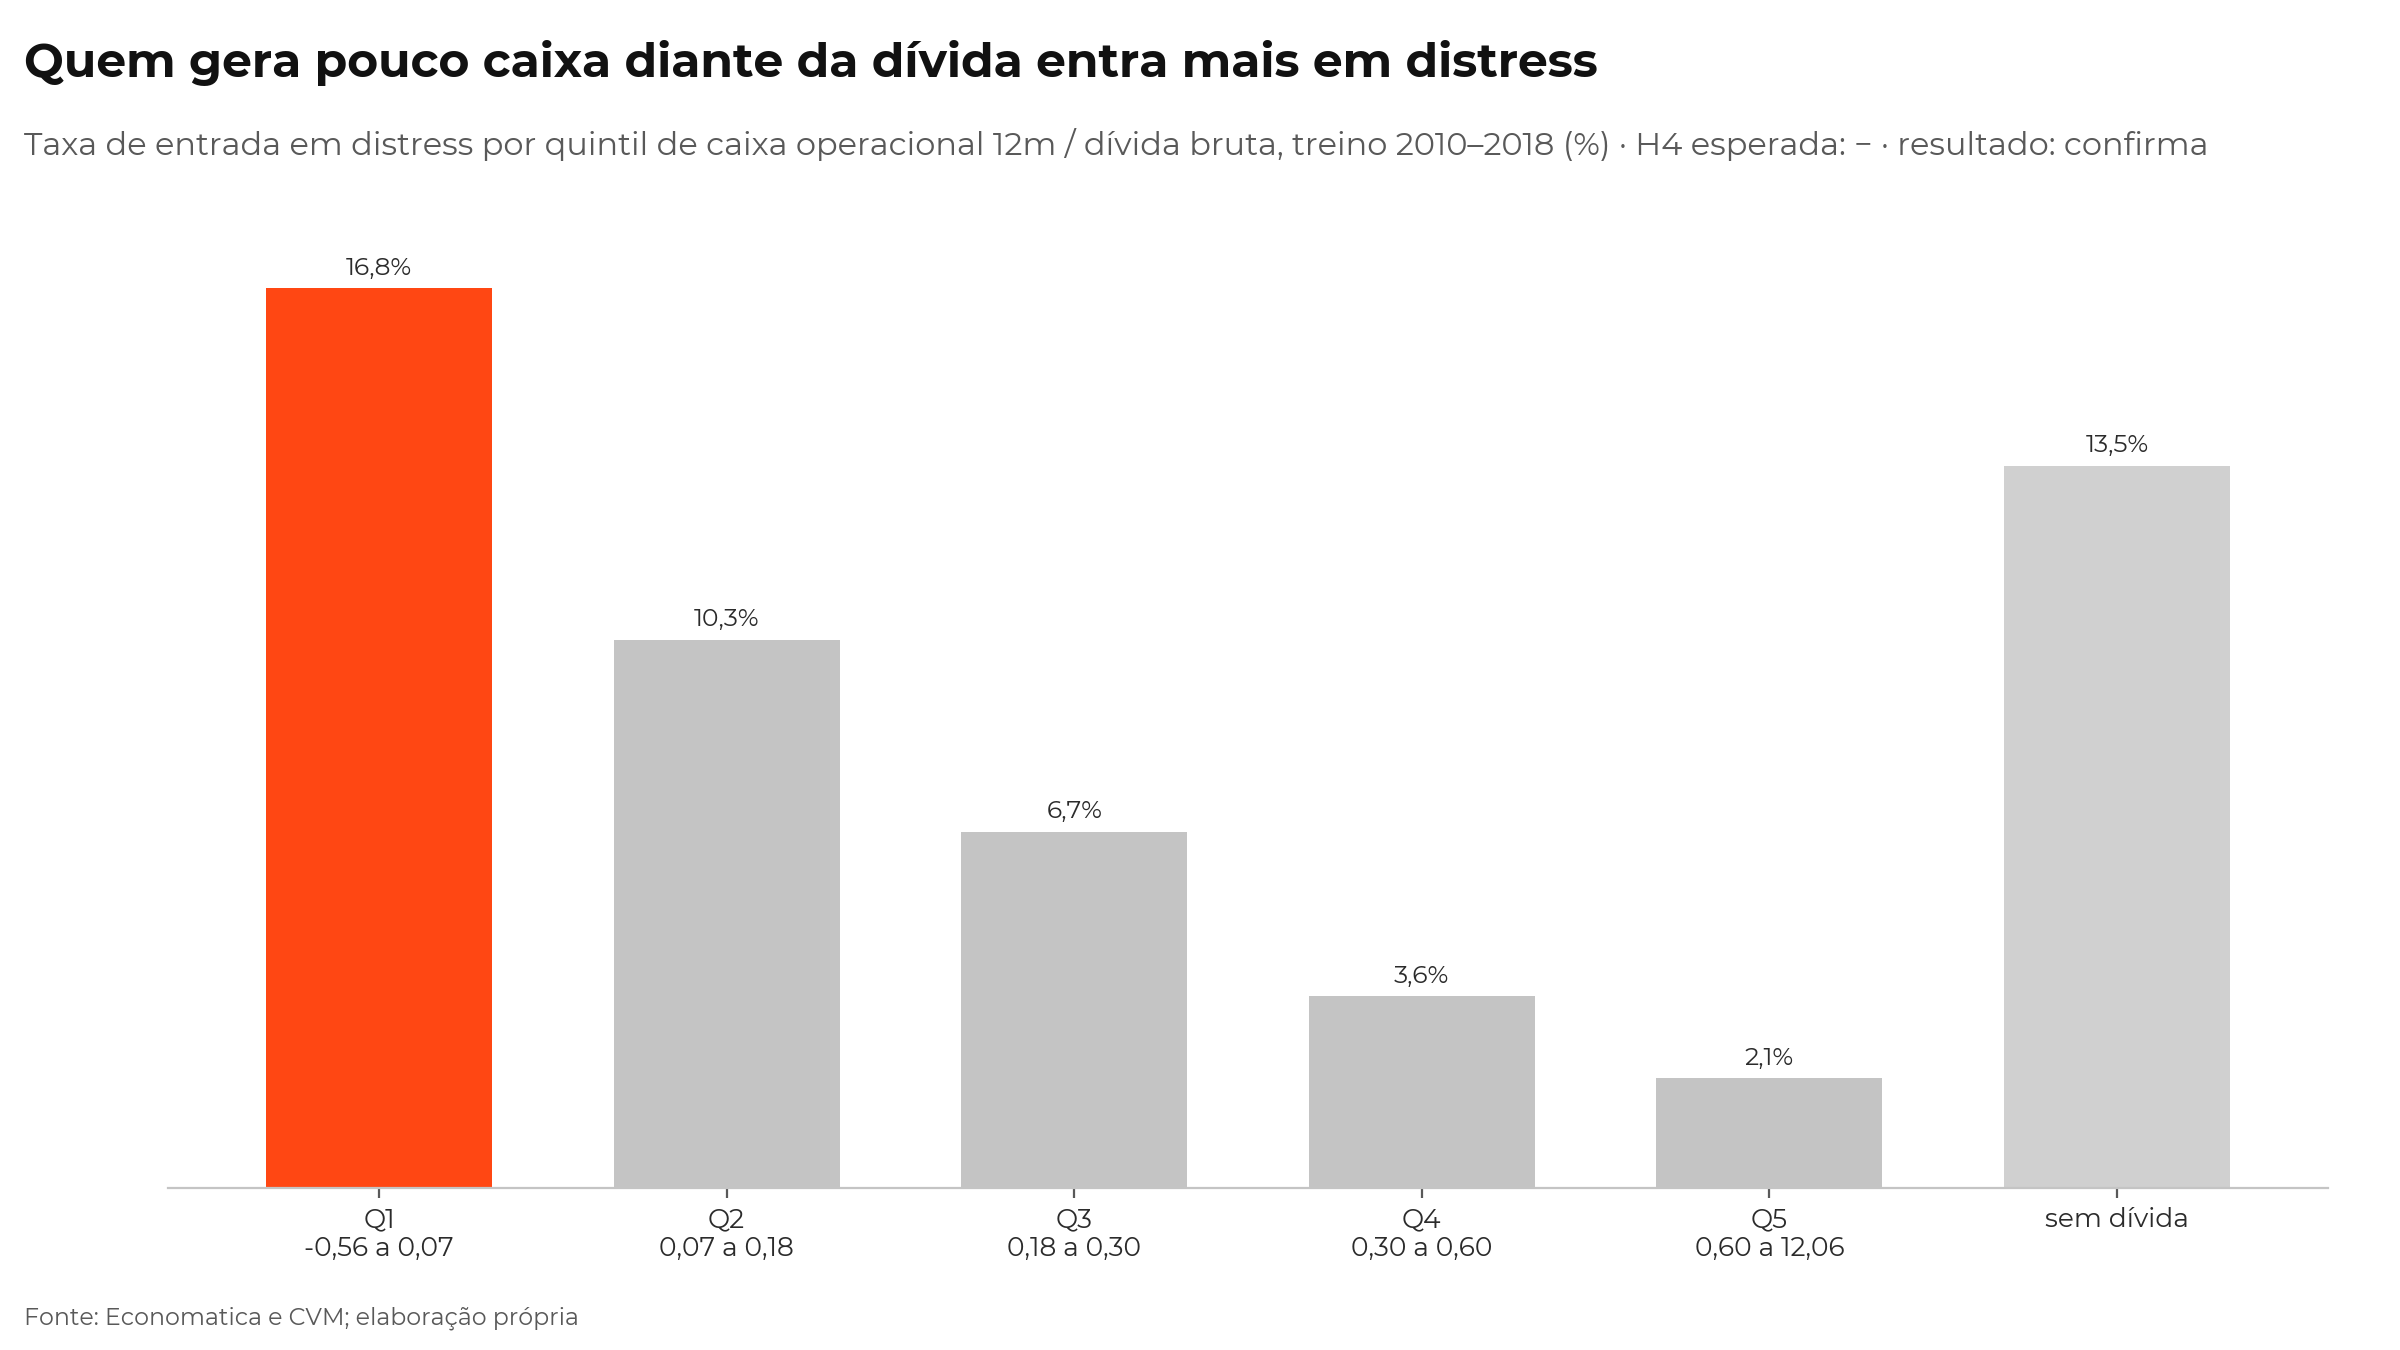 Quem gera pouco caixa diante da dívida entra mais em distress
Taxa de entrada em distress por quintil de caixa operacional 12m / dívida bruta, treino 2010–2018 (%) · H4 esperada: − · resultado: confirma
16,8%
10,3%
6,7%
3,6%
2,1%
13,5%
Q1
-0,56 a 0,07
Q2
0,07 a 0,18
Q3
0,18 a 0,30
Q4
0,30 a 0,60
Q5
0,60 a 12,06
sem dívida
Fonte: Economatica e CVM; elaboração própria